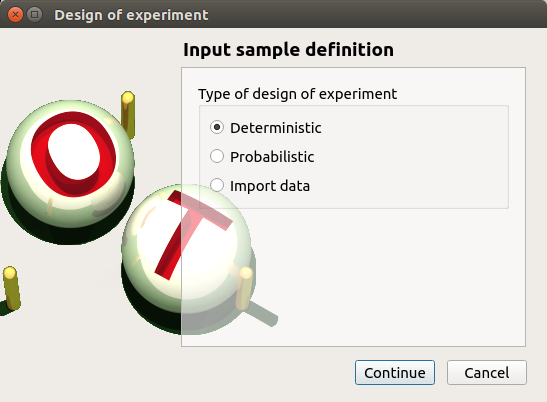 Design of experiment
Input sample definition
Type of design of experiment
Deterministic
Probabilistic
Import data
O
T
Continue
Cancel